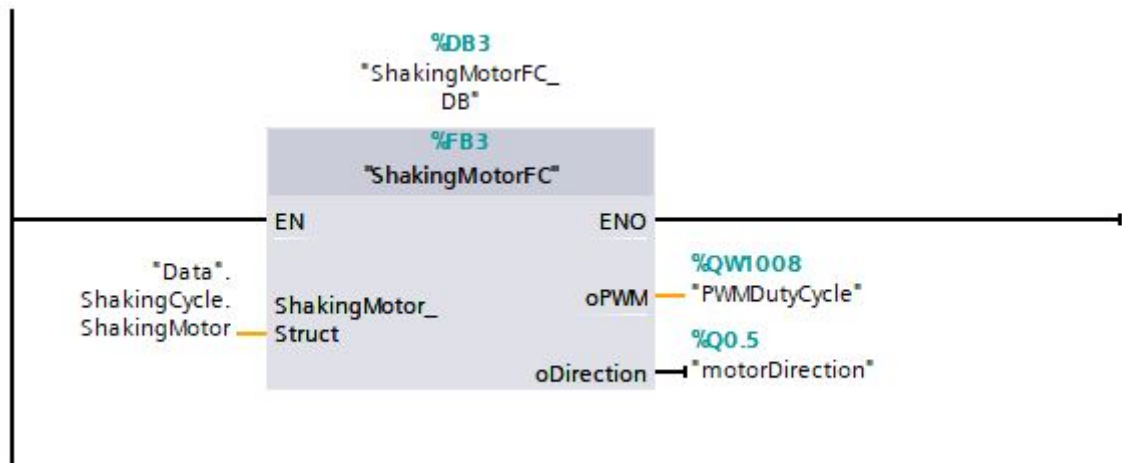 %DB3
"ShakingMotorFC_
DB"
%FB3
"ShakingMotorFC"
EN
ENO
"Data".
ShakingCycle.
ShakingMotor
ShakingMotor_
Struct
oPWM
%QW1008
"PWMDutyCycle"
oDirection
%Q0.5
"motorDirection"